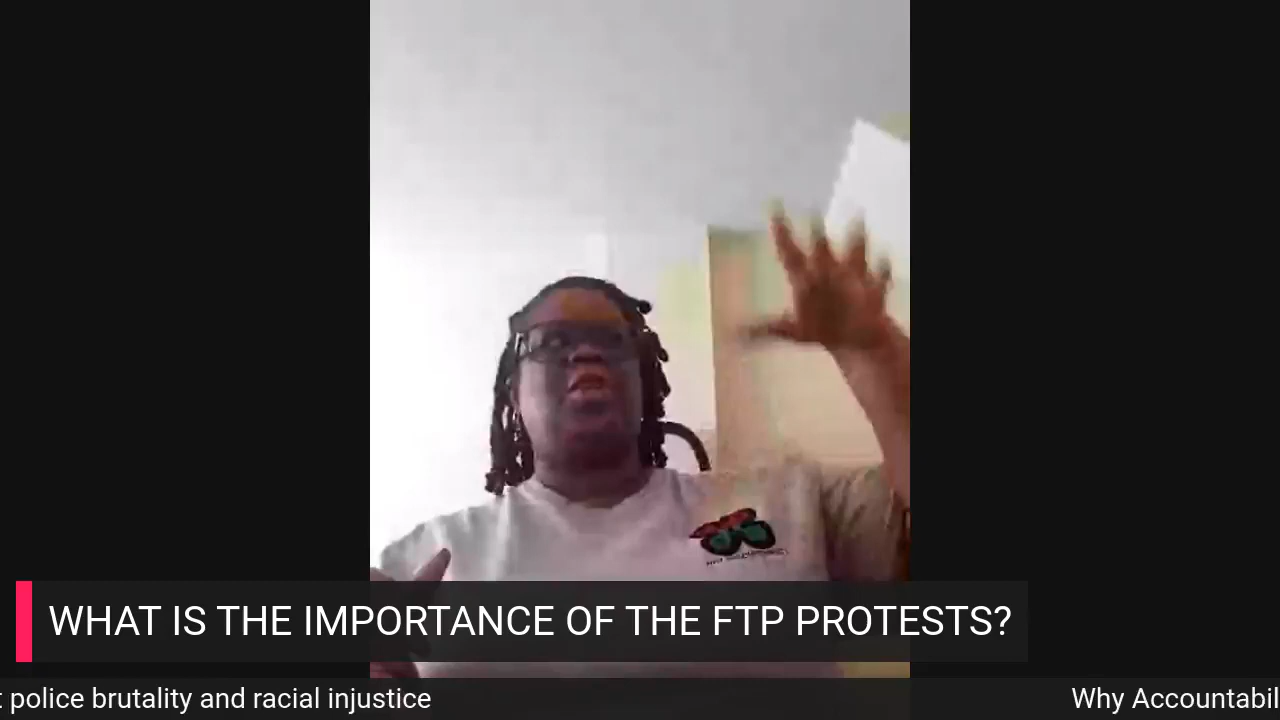 WHAT IS THE IMPORTANCE OF THE FTP PROTESTS?
t police brutality and racial injustice
Why Accountabil